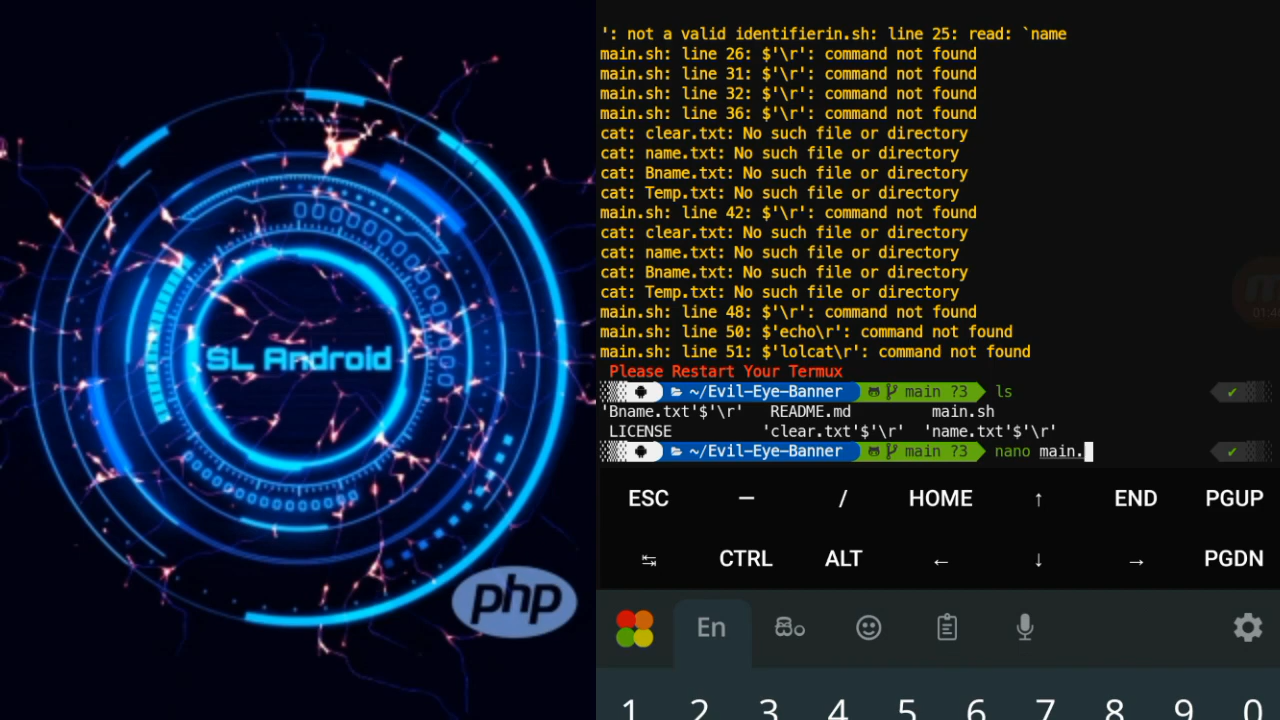 SL Android
php
': not a valid identifierin.sh: line 25: read: `name
main.sh: line 26: $'\r': command not found
main.sh: line 31: $'\r': command not found
main.sh: line 32: $'\r': command not found
main.sh: line 36: $'\r': command not found
cat: clear.txt: No such file or directory
cat: name.txt: No such file or directory
cat: Bname.txt: No such file or directory
cat: Temp.txt: No such file or directory
main.sh: line 42: $'\r': command not found
cat: clear.txt: No such file or directory
cat: name.txt: No such file or directory
cat: Bname.txt: No such file or directory
cat: Temp.txt: No such file or directory
main.sh: line 48: $'\r': command not found
main.sh: line 50: $'echo\r': command not found
main.sh: line 51: $'lolcat\r': command not found
Please Restart Your Termux
~/Evil-Eye-Banner main ?3 ls ✔
'Bname.txt'$'\r' README.md main.sh
LICENSE 'clear.txt'$'\r' 'name.txt'$'\r'
~/Evil-Eye-Banner main ?3 nano main. ✔
ESC — / HOME ↑ END PGUP
↹ CTRL ALT ← ↓ → PGDN
En සිං
1 2 3 4 5 6 7 8 9 0